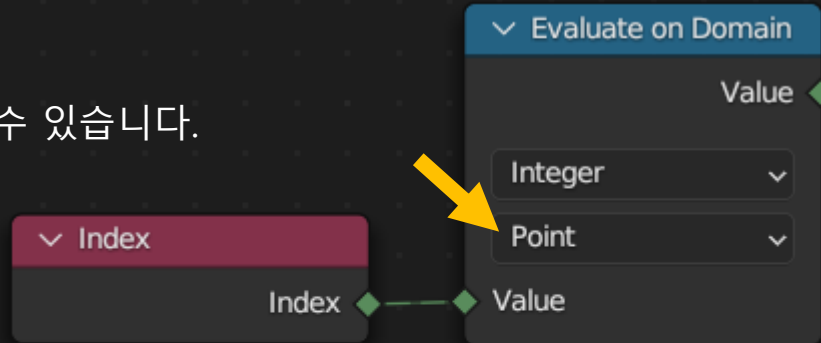 Evaluate on Domain
Value
수 있습니다.
Integer
Point
Index
Index
Value